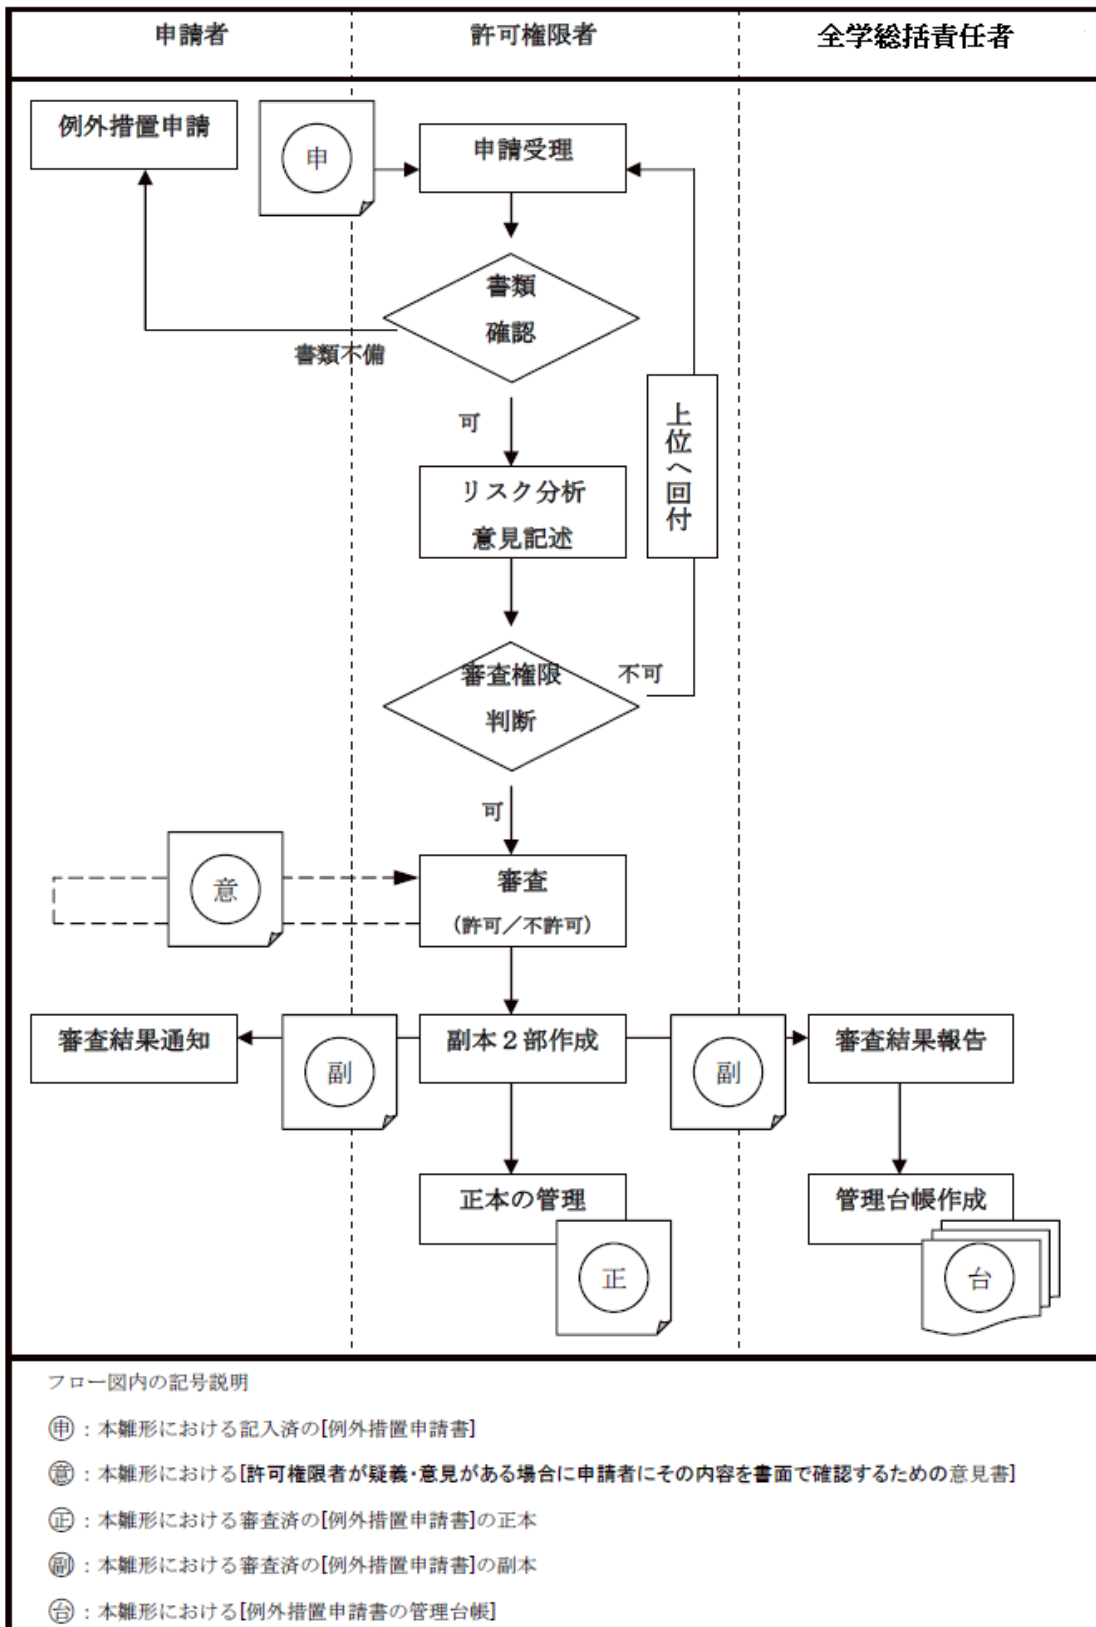 申請者
許可権限者
全学総括責任者
例外措置申請
申
申請受理
書類
確認
書類不備
可
上位へ回付
リスク分析
意見記述
審査権限
判断
不可
可
意
審査
(許可／不許可)
審査結果通知
副
副本２部作成
副
審査結果報告
正本の管理
正
管理台帳作成
台
フロー図内の記号説明
㊥申：本雛形における記入済の[例外措置申請書]
意：本雛形における[許可権限者が疑義・意見がある場合に申請者にその内容を書面で確認するための意見書]
正：本雛形における審査済の[例外措置申請書]の正本
副：本雛形における審査済の[例外措置申請書]の副本
台：本雛形における[例外措置申請書の管理台帳]